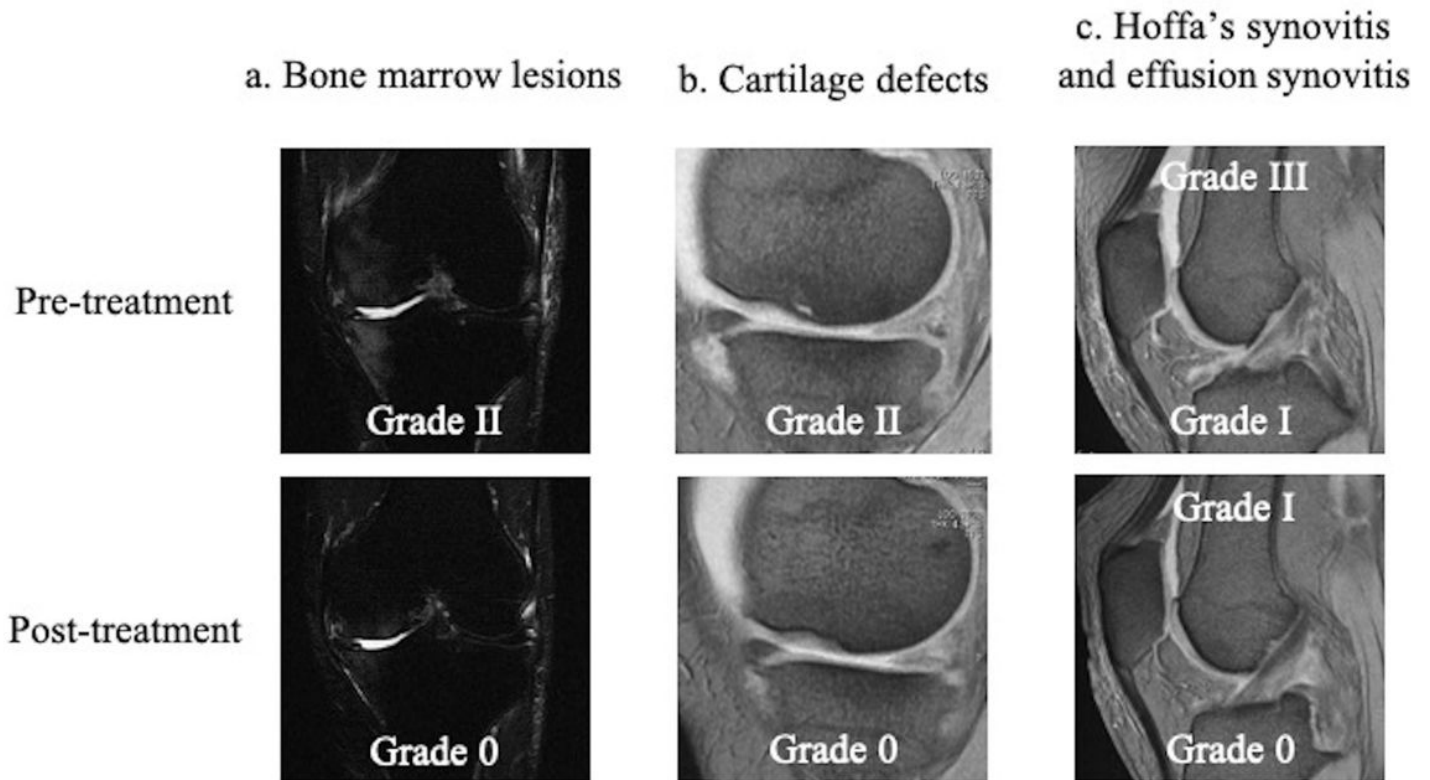 c. Hoffa's synovitis
a. Bone marrow lesions
b. Cartilage defects
and effusion synovitis
Grade III
Pre-treatment
Grade II
Grade II
Grade I
Grade I
Post-treatment
Grade 0
Grade 0
Grade 0